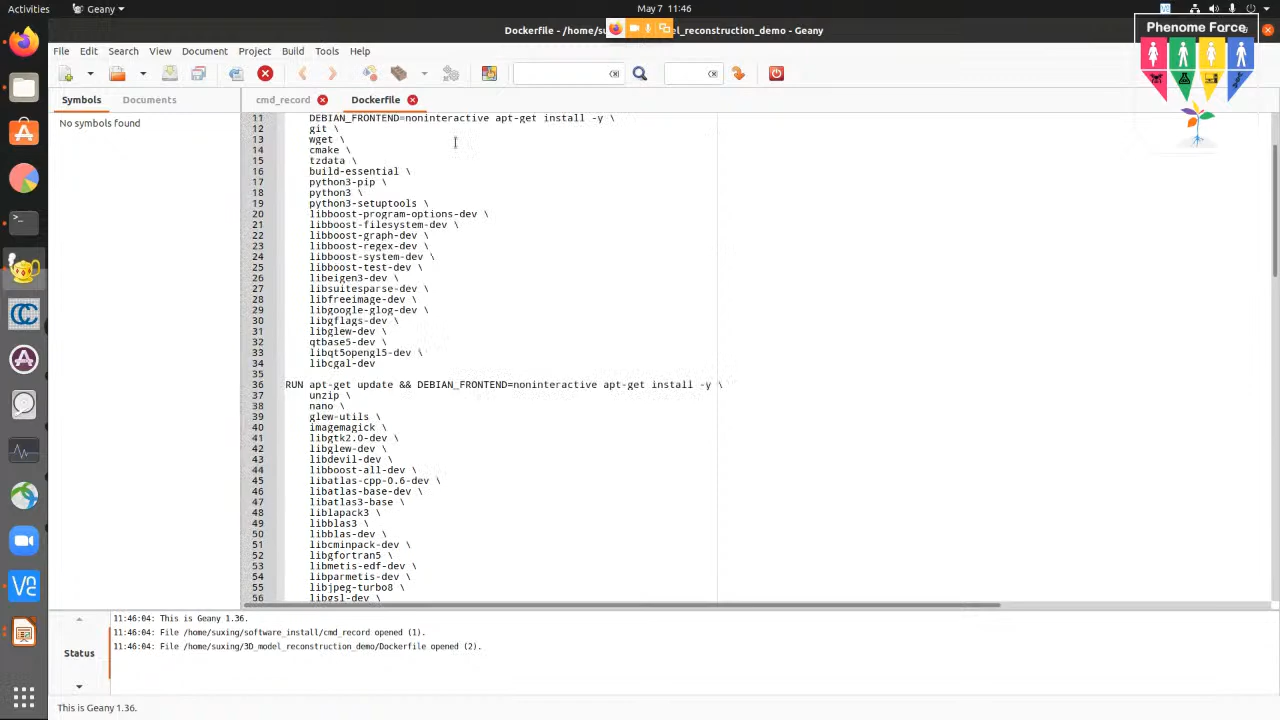 Activities
Geany
May 7 11:46
Dockerfile - /home/su
el_reconstruction_demo - Geany
Phenome Force
File Edit Search View Document Project Build Tools Help
Symbols Documents
cmd_record Dockerfile
No symbols found
11 DEBIAN_FRONTEND=noninteractive apt-get install -y \
12 git \
13 wget \
14 cmake \
15 tzdata \
16 build-essential \
17 python3-pip \
18 python3 \
19 python3-setuptools \
20 libboost-program-options-dev \
21 libboost-filesystem-dev \
22 libboost-graph-dev \
23 libboost-regex-dev \
24 libboost-system-dev \
25 libboost-test-dev \
26 libeigen3-dev \
27 libsuitesparse-dev \
28 libfreeimage-dev \
29 libgoogle-glog-dev \
30 libgflags-dev \
31 libglew-dev \
32 qtbase5-dev \
33 libqt5opengl5-dev \
34 libcgal-dev
35
36 RUN apt-get update && DEBIAN_FRONTEND=noninteractive apt-get install -y \
37 unzip \
38 nano \
39 glew-utils \
40 imagemagick \
41 libgtk2.0-dev \
42 libglew-dev \
43 libdevil-dev \
44 libboost-all-dev \
45 libatlas-cpp-0.6-dev \
46 libatlas-base-dev \
47 libatlas3-base \
48 liblapack3 \
49 libblas3 \
50 libblas-dev \
51 libcminpack-dev \
52 libgfortran5 \
53 libmetis-edf-dev \
54 libparmetis-dev \
55 libjpeg-turbo8 \
56 libgsl-dev \
Status
11:46:04: This is Geany 1.36.
11:46:04: File /home/suxing/software_install/cmd_record opened (1).
11:46:04: File /home/suxing/3D_model_reconstruction_demo/Dockerfile opened (2).
This is Geany 1.36.